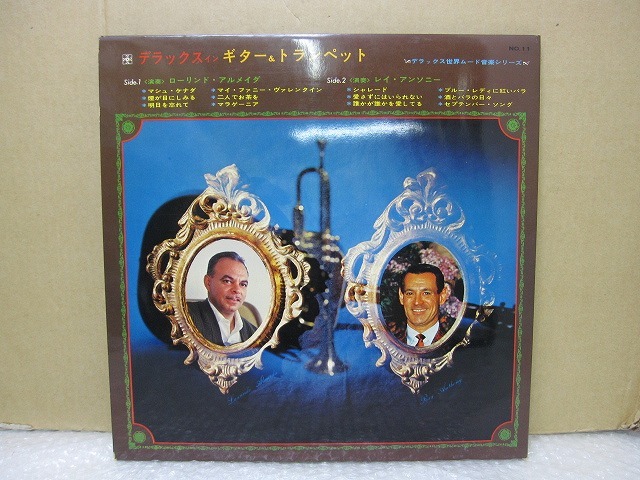 デラックスイン ギター&トランペット
NO.11
デラックス世界ムード音楽シリーズ
Side.1 〈演奏〉ローリンド・アルメイダ
Side.2 〈演奏〉レイ・アンソニー
*マシュ・ケナダ *マイ・ファニー・ヴァレンタイン
*煙が目にしみる *二人でお茶を
*明日を忘れて *マラゲーニア
*シャレード *ブルー・レディに紅いバラ
*愛さずにはいられない *酒とバラの日々
*誰かが誰かを愛してる *セプテンバー・ソング
Ray Anthony